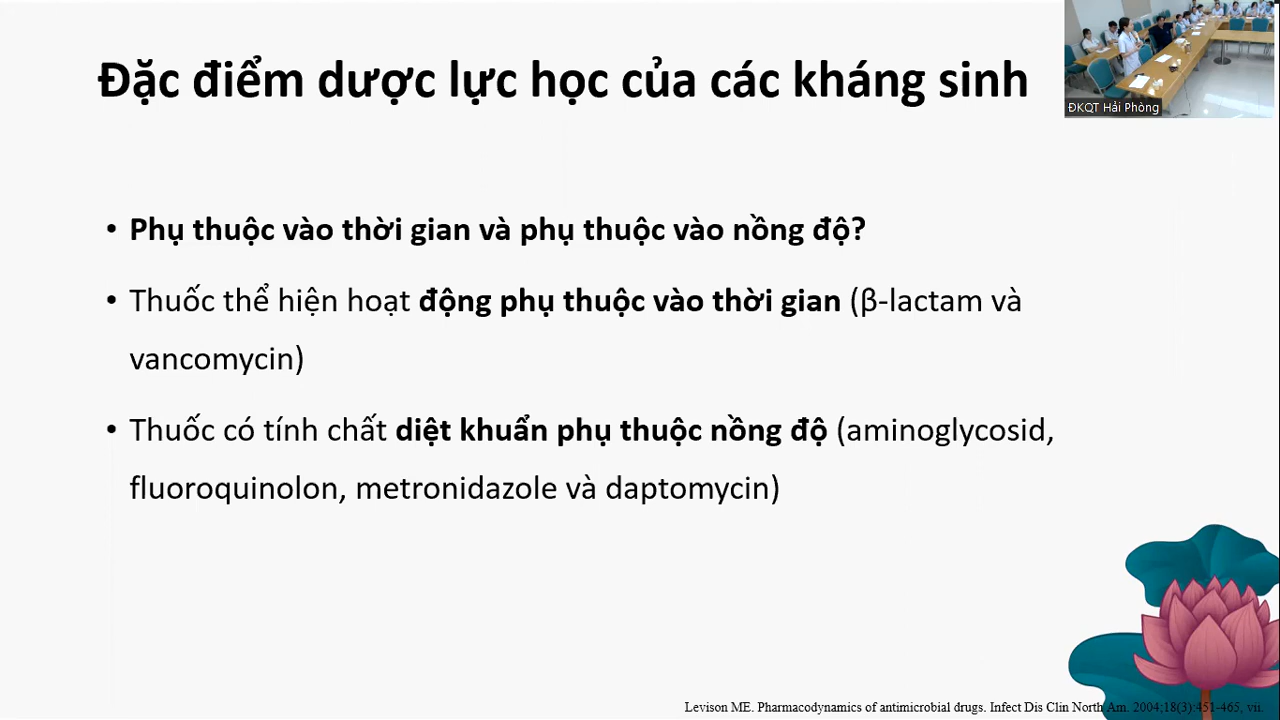 Đặc điểm dược lực học của các kháng sinh
ĐKQT Hải Phòng
• Phụ thuộc vào thời gian và phụ thuộc vào nồng độ?
• Thuốc thể hiện hoạt động phụ thuộc vào thời gian (β-lactam và
vancomycin)
• Thuốc có tính chất diệt khuẩn phụ thuộc nồng độ (aminoglycosid,
fluoroquinolon, metronidazole và daptomycin)
Levison ME. Pharmacodynamics of antimicrobial drugs. Infect Dis Clin North Am. 2004;18(3):451-465, vii.